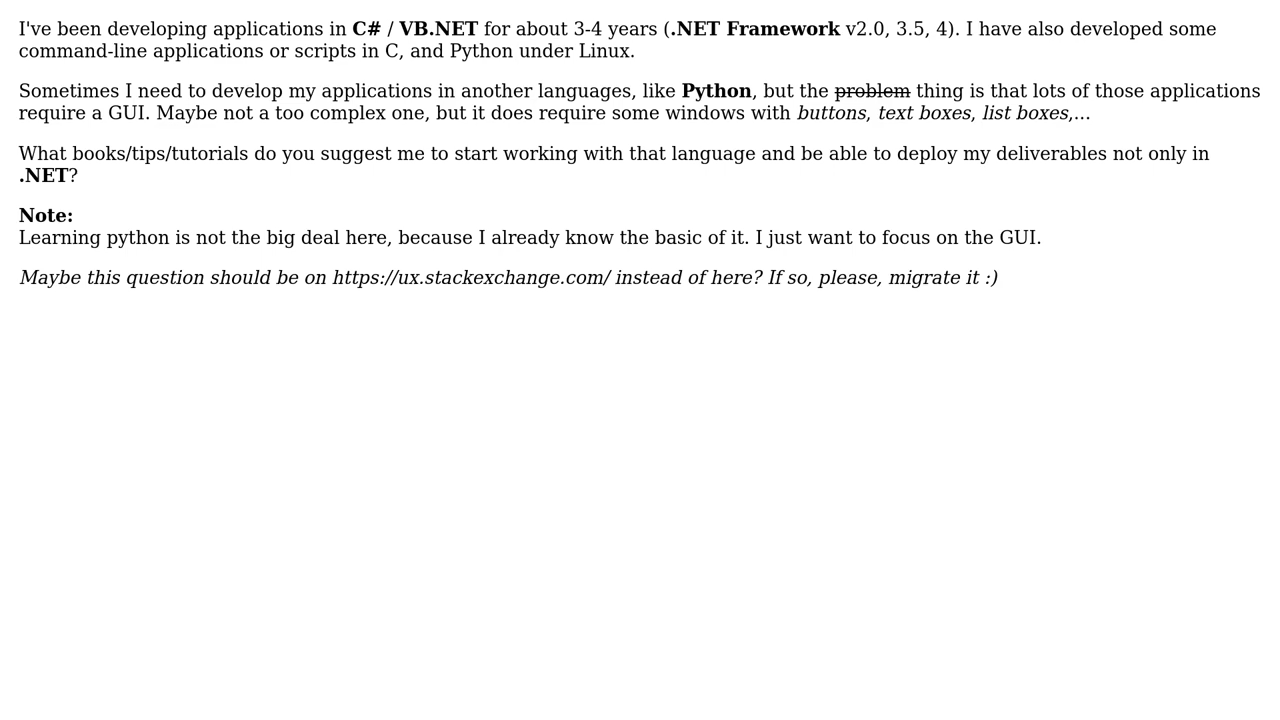 I've been developing applications in C# / VB.NET for about 3-4 years (.NET Framework v2.0, 3.5, 4). I have also developed some
command-line applications or scripts in C, and Python under Linux.
Sometimes I need to develop my applications in another languages, like Python, but the problem thing is that lots of those applications
require a GUI. Maybe not a too complex one, but it does require some windows with buttons, text boxes, list boxes,...
What books/tips/tutorials do you suggest me to start working with that language and be able to deploy my deliverables not only in
.NET?
Note:
Learning python is not the big deal here, because I already know the basic of it. I just want to focus on the GUI.
Maybe this question should be on https://ux.stackexchange.com/ instead of here? If so, please, migrate it :)